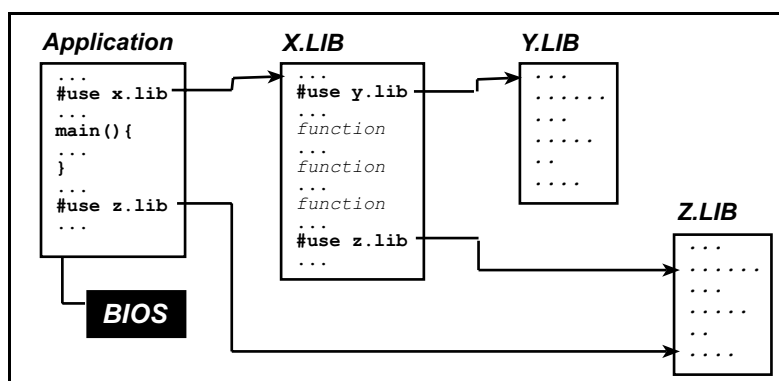 Application
...
#use x.lib
...
main(){
...
}
...
#use z.lib
...
BIOS
X.LIB
...
#use y.lib
...
function
...
function
...
function
...
#use z.lib
...
Y.LIB
...
......
...
.....
..
....
Z.LIB
...
......
...
.....
..
....